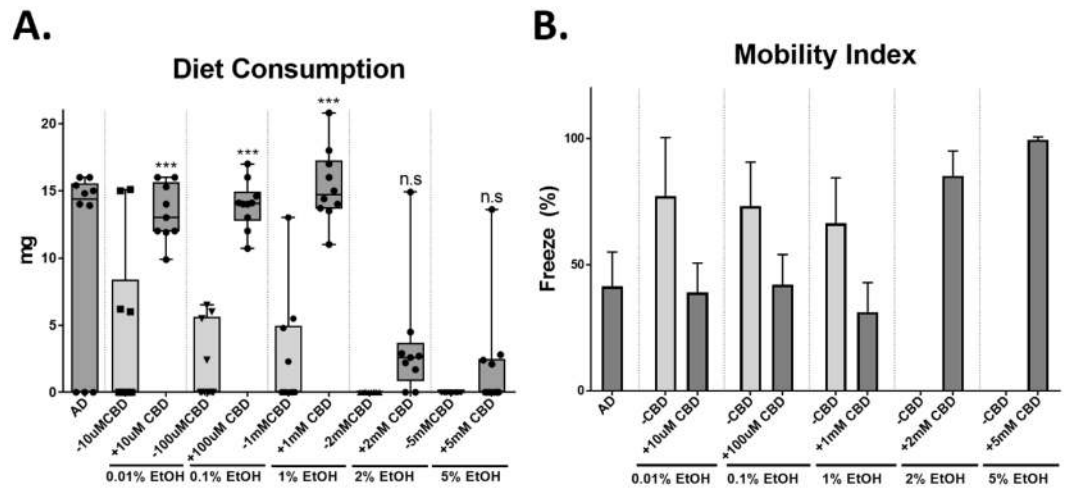 A.
Diet Consumption
20
15
10
5
0
mg
***
***
***
n.s
n.s
AD
-10uMCBD
+10uM CBD
-100uMCBD
+100uM CBD
-1mMCBD
+1mM CBD
-2mMCBD
+2mM CBD
-5mMCBD
+5mM CBD
0.01% EtOH
0.1% EtOH
1% EtOH
2% EtOH
5% EtOH
B.
Mobility Index
100
50
0
Freeze (%)
AD
-CBD
+10uM CBD
-CBD
+100uM CBD
-CBD
+1mM CBD
-CBD
+2mM CBD
-CBD
+5mM CBD
0.01% EtOH
0.1% EtOH
1% EtOH
2% EtOH
5% EtOH